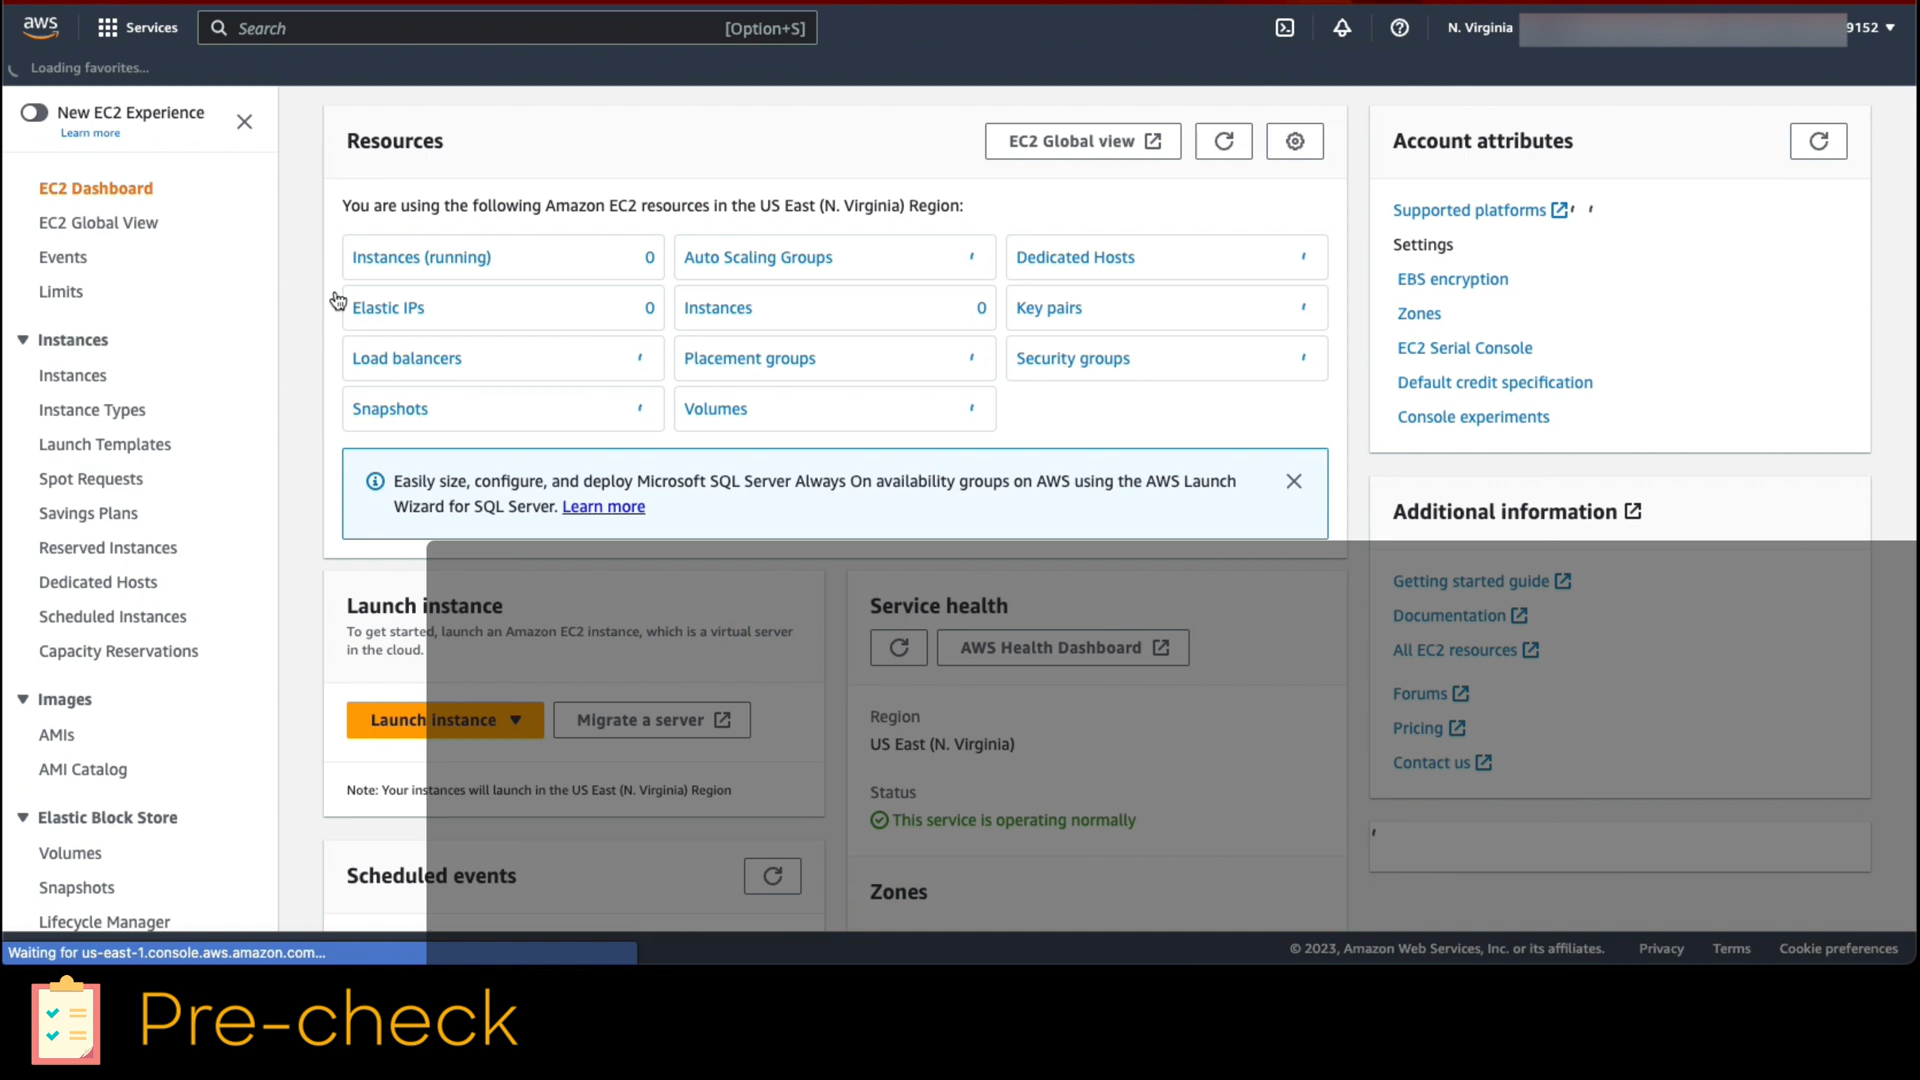 aws
Services
Search
[Option+S]
N. Virginia
9152
Loading favorites...
New EC2 Experience
Learn more
EC2 Dashboard
EC2 Global View
Events
Limits
Instances
Instances
Instance Types
Launch Templates
Spot Requests
Savings Plans
Reserved Instances
Dedicated Hosts
Scheduled Instances
Capacity Reservations
Images
AMIs
AMI Catalog
Elastic Block Store
Volumes
Snapshots
Lifecycle Manager
Resources
EC2 Global view
You are using the following Amazon EC2 resources in the US East (N. Virginia) Region:
Instances (running) 0
Auto Scaling Groups
Dedicated Hosts
Elastic IPs 0
Instances 0
Key pairs
Load balancers
Placement groups
Security groups
Snapshots
Volumes
Easily size, configure, and deploy Microsoft SQL Server Always On availability groups on AWS using the AWS Launch
Wizard for SQL Server. Learn more
Launch instance
To get started, launch an Amazon EC2 instance, which is a virtual server
in the cloud.
Launch instance
Migrate a server
Note: Your instances will launch in the US East (N. Virginia) Region
Scheduled events
Service health
AWS Health Dashboard
Region
US East (N. Virginia)
Status
This service is operating normally
Zones
Account attributes
Supported platforms
Settings
EBS encryption
Zones
EC2 Serial Console
Default credit specification
Console experiments
Additional information
Getting started guide
Documentation
All EC2 resources
Forums
Pricing
Contact us
Waiting for us-east-1.console.aws.amazon.com...
© 2023, Amazon Web Services, Inc. or its affiliates.
Privacy
Terms
Cookie preferences
Pre-check